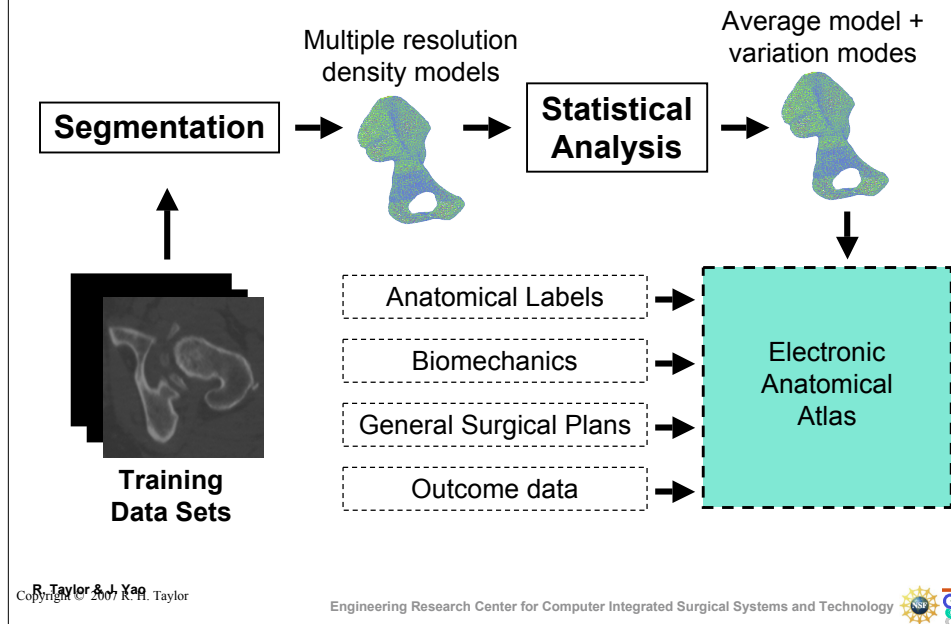 Multiple resolution
density models
Average model +
variation modes
Segmentation
Statistical
Analysis
Anatomical Labels
Biomechanics
General Surgical Plans
Outcome data
Electronic
Anatomical
Atlas
Training
Data Sets
R. Taylor & J. Yao
Copyright © 2007 R. H. Taylor
Engineering Research Center for Computer Integrated Surgical Systems and Technology
NSF